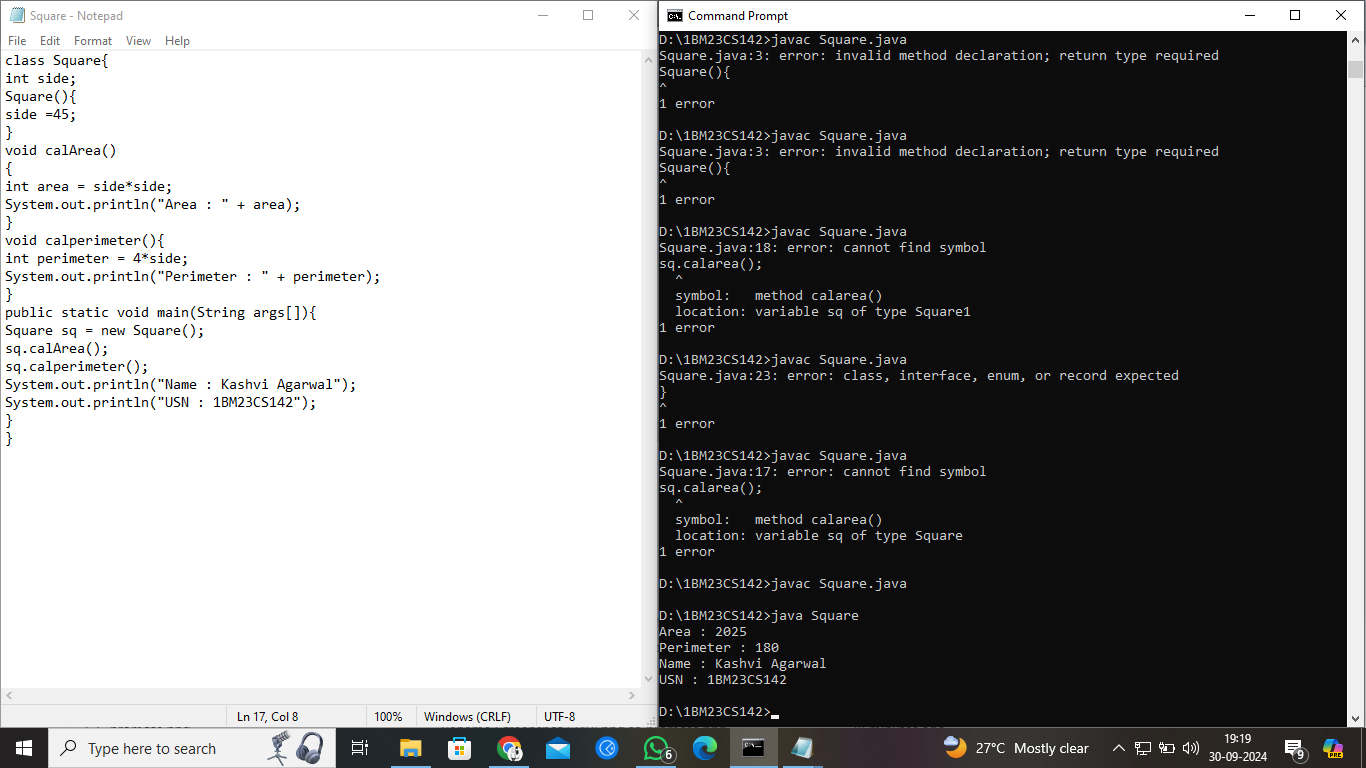 Square - Notepad
File Edit Format View Help
class Square{
int side;
Square(){
side =45;
}
void calArea()
{
int area = side*side;
System.out.println("Area : " + area);
}
void calperimeter(){
int perimeter = 4*side;
System.out.println("Perimeter : " + perimeter);
}
public static void main(String args[]){
Square sq = new Square();
sq.calArea();
sq.calperimeter();
System.out.println("Name : Kashvi Agarwal");
System.out.println("USN : 1BM23CS142");
}
}
Ln 17, Col 8 100% Windows (CRLF) UTF-8
Command Prompt
D:\1BM23CS142>javac Square.java
Square.java:3: error: invalid method declaration; return type required
Square(){
^
1 error
D:\1BM23CS142>javac Square.java
Square.java:3: error: invalid method declaration; return type required
Square(){
^
1 error
D:\1BM23CS142>javac Square.java
Square.java:18: error: cannot find symbol
sq.calarea();
^
symbol: method calarea()
location: variable sq of type Square1
1 error
D:\1BM23CS142>javac Square.java
Square.java:23: error: class, interface, enum, or record expected
}
^
1 error
D:\1BM23CS142>javac Square.java
Square.java:17: error: cannot find symbol
sq.calarea();
^
symbol: method calarea()
location: variable sq of type Square
1 error
D:\1BM23CS142>javac Square.java
D:\1BM23CS142>java Square
Area : 2025
Perimeter : 180
Name : Kashvi Agarwal
USN : 1BM23CS142
D:\1BM23CS142>
Type here to search
6
27°C Mostly clear
19:19
30-09-2024
9
PRE